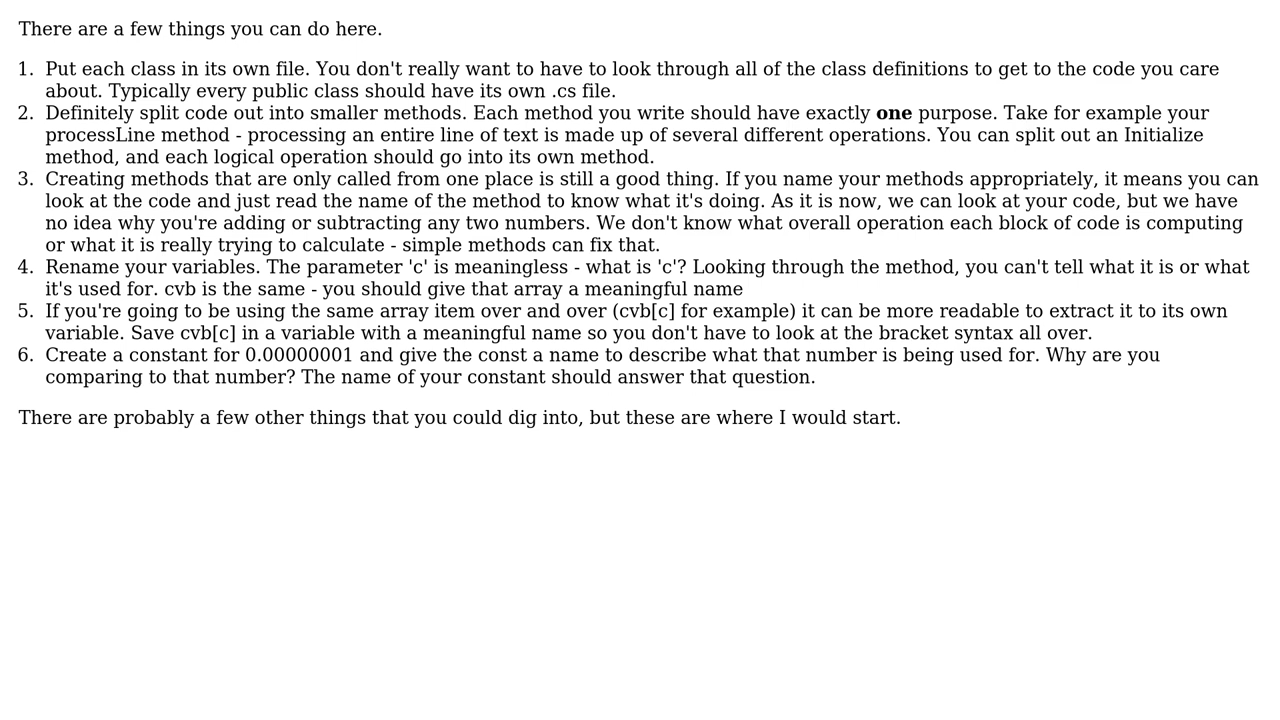 There are a few things you can do here.
1. Put each class in its own file. You don't really want to have to look through all of the class definitions to get to the code you care
about. Typically every public class should have its own .cs file.
2. Definitely split code out into smaller methods. Each method you write should have exactly one purpose. Take for example your
processLine method - processing an entire line of text is made up of several different operations. You can split out an Initialize
method, and each logical operation should go into its own method.
3. Creating methods that are only called from one place is still a good thing. If you name your methods appropriately, it means you can
look at the code and just read the name of the method to know what it's doing. As it is now, we can look at your code, but we have
no idea why you're adding or subtracting any two numbers. We don't know what overall operation each block of code is computing
or what it is really trying to calculate - simple methods can fix that.
4. Rename your variables. The parameter 'c' is meaningless - what is 'c'? Looking through the method, you can't tell what it is or what
it's used for. cvb is the same - you should give that array a meaningful name
5. If you're going to be using the same array item over and over (cvb[c] for example) it can be more readable to extract it to its own
variable. Save cvb[c] in a variable with a meaningful name so you don't have to look at the bracket syntax all over.
6. Create a constant for 0.00000001 and give the const a name to describe what that number is being used for. Why are you
comparing to that number? The name of your constant should answer that question.
There are probably a few other things that you could dig into, but these are where I would start.